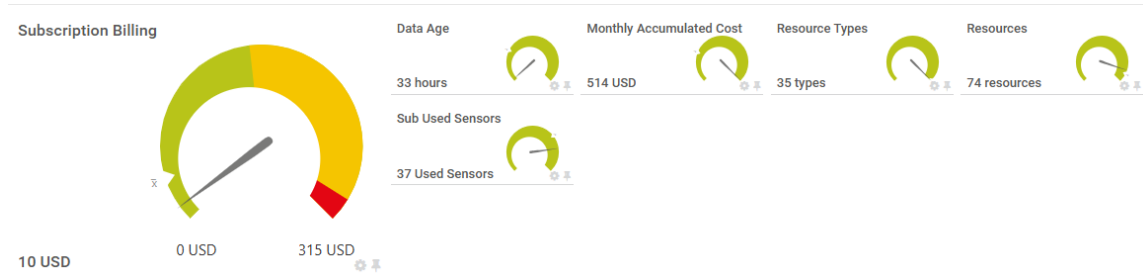 Subscription Billing
x̄
0 USD
315 USD
10 USD
Data Age
33 hours
Monthly Accumulated Cost
514 USD
Resource Types
35 types
Resources
74 resources
Sub Used Sensors
37 Used Sensors